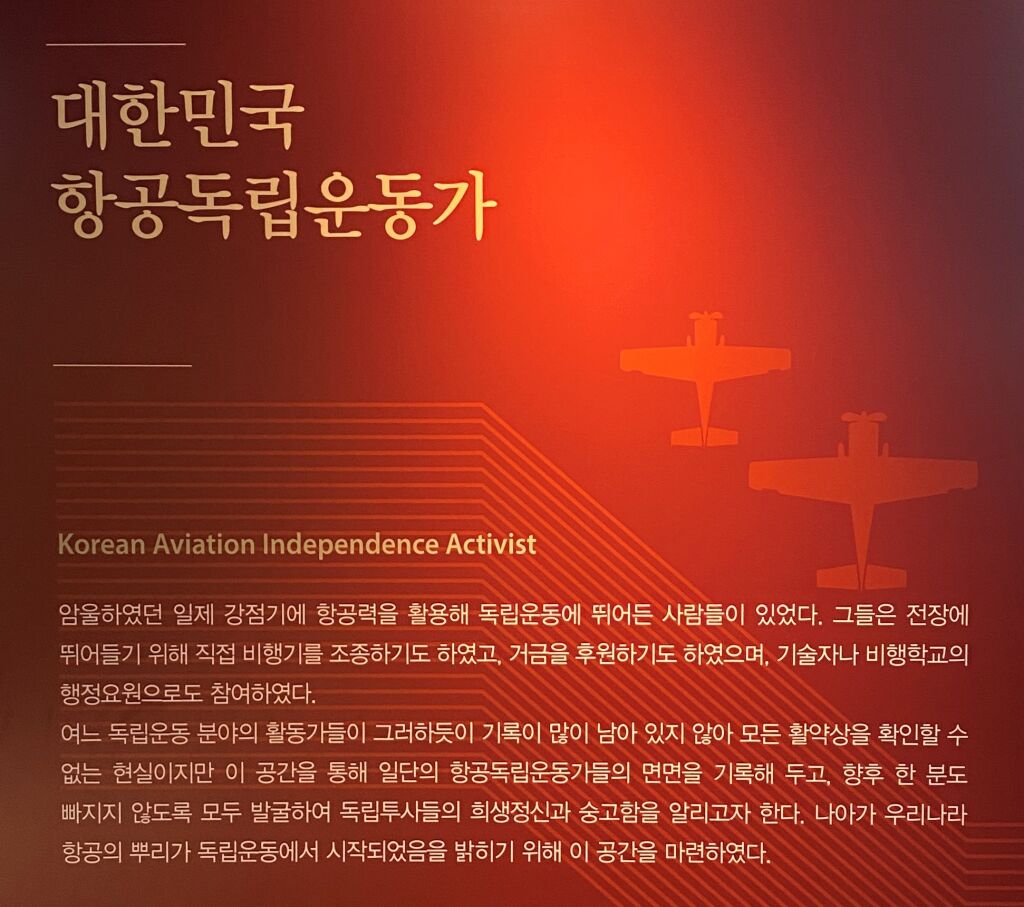 대한민국
항공독립운동가
Korean Aviation Independence Activist
암울하였던 일제 강점기에 항공력을 활용해 독립운동에 뛰어든 사람들이 있었다. 그들은 전장에
뛰어들기 위해 직접 비행기를 조종하기도 하였고, 거금을 후원하기도 하였으며, 기술자나 비행학교의
행정요원으로도 참여하였다.
여느 독립운동 분야의 활동가들이 그러하듯이 기록이 많이 남아 있지 않아 모든 활약상을 확인할 수
없는 현실이지만 이 공간을 통해 일단의 항공독립운동가들의 면면을 기록해 두고, 향후 한 분도
빠지지 않도록 모두 발굴하여 독립투사들의 희생정신과 숭고함을 알리고자 한다. 나아가 우리나라
항공의 뿌리가 독립운동에서 시작되었음을 밝히기 위해 이 공간을 마련하였다.